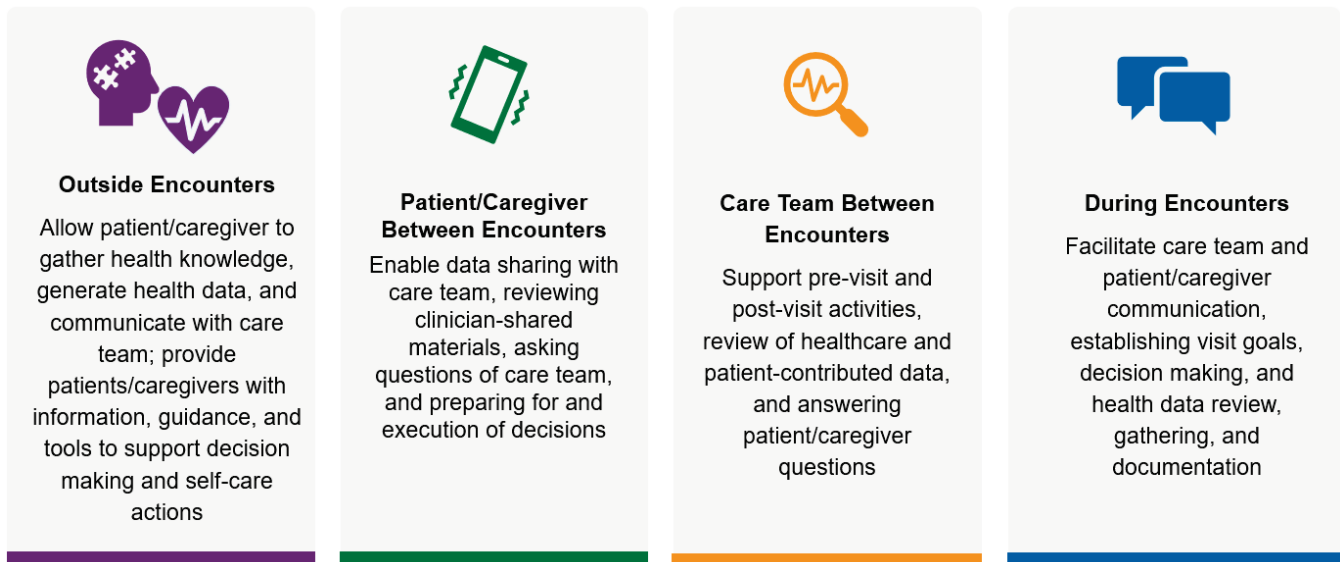 Outside Encounters
Allow patient/caregiver to
gather health knowledge,
generate health data, and
communicate with care
team; provide
patients/caregivers with
information, guidance, and
tools to support decision
making and self-care
actions
Patient/Caregiver
Between Encounters
Enable data sharing with
care team, reviewing
clinician-shared
materials, asking
questions of care team,
and preparing for and
execution of decisions
Care Team Between
Encounters
Support pre-visit and
post-visit activities,
review of healthcare and
patient-contributed data,
and answering
patient/caregiver
questions
During Encounters
Facilitate care team and
patient/caregiver
communication,
establishing visit goals,
decision making, and
health data review,
gathering, and
documentation